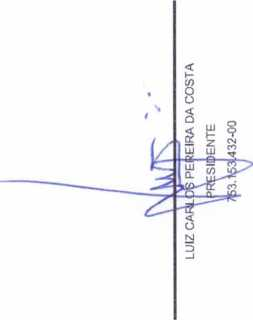 LUIZ CARLOS PEREIRA DA COSTA
PRESIDENTE
753.153.432-00